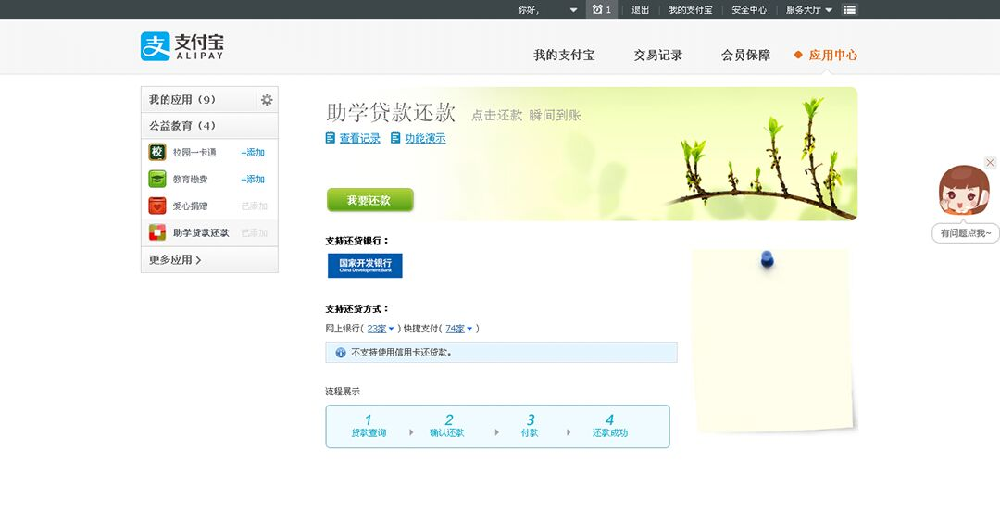 你好, 1 退出 我的支付宝 安全中心 服务大厅
支 支付宝
ALIPAY
我的支付宝 交易记录 会员保障 应用中心
我的应用（9）
公益教育（4）
校 校园一卡通 +添加
教育缴费 +添加
爱心捐赠 已添加
助学贷款还款 已添加
更多应用
助学贷款还款 点击还款 瞬间到账
查看记录 功能演示
我要还款
有问题点我~
支持还贷银行：
国家开发银行
China Development Bank
支持还贷方式：
网上银行( 23家 ) 快捷支付( 74家 )
不支持使用信用卡还贷款。
流程展示
1 2 3 4
贷款查询 确认还款 付款 还款成功